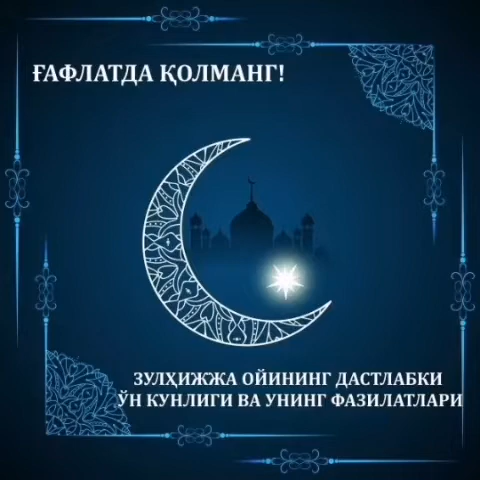 ҒАФЛАТДА ҚОЛМАНГ!
ЗУЛҲИЖЖА ОЙИНИНГ ДАСТЛАБКИ
ЎН КУНЛИГИ ВА УНИНГ ФАЗИЛАТЛАРИ